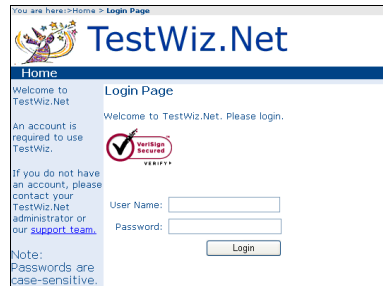 You are here:>Home > Login Page
TestWiz.Net
Home
Welcome to
TestWiz.Net
An account is
required to use
TestWiz.
If you do not have
an account, please
contact your
TestWiz.Net
administrator or
our support team.
Note:
Passwords are
case-sensitive.
Login Page
Welcome to TestWiz.Net. Please login.
VeriSign
Secured
VERIFY▸
User Name:
Password:
Login